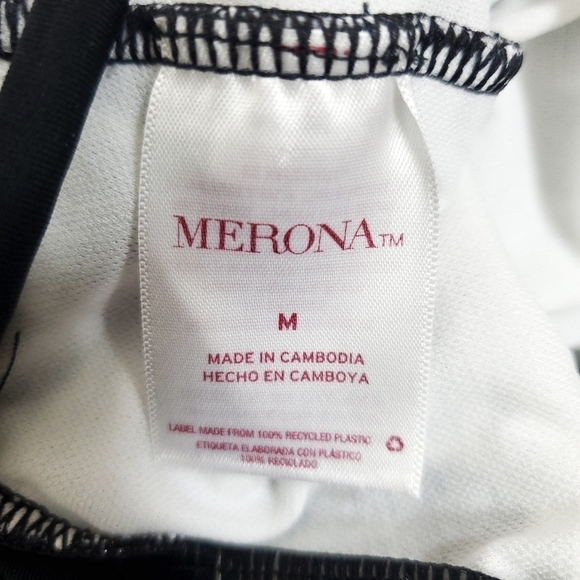 MERONA™
M
MADE IN CAMBODIA
HECHO EN CAMBOYA
LABEL MADE FROM 100% RECYCLED PLASTIC
ETIQUETA ELABORADA CON PLÁSTICO
100% RECICLADO